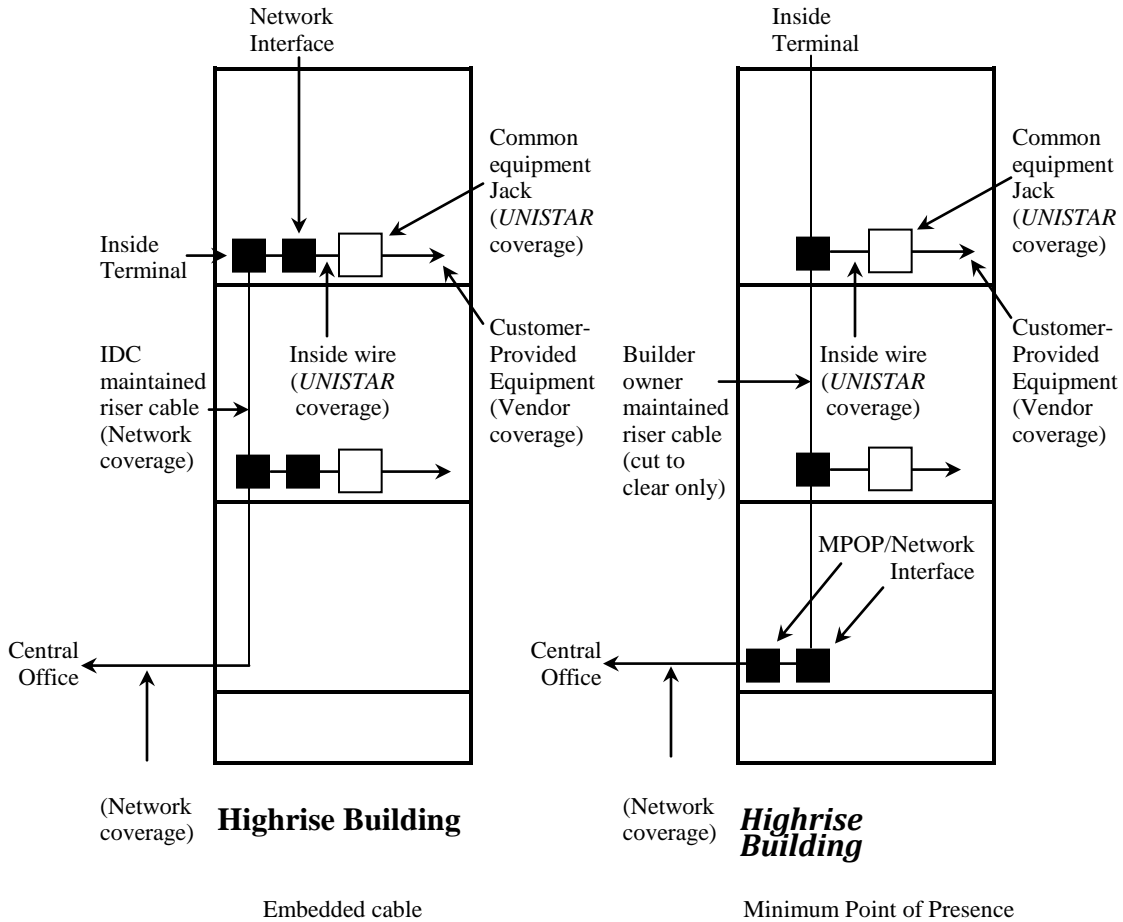 Network
Interface
Common
equipment
Jack
(UNISTAR
coverage)
Inside
Terminal
IDC
maintained
riser cable
(Network
coverage)
Inside wire
(UNISTAR
coverage)
Customer-
Provided
Equipment
(Vendor
coverage)
Central
Office
(Network
coverage)
Highrise Building
Embedded cable
Inside
Terminal
Common
equipment
Jack
(UNISTAR
coverage)
Builder
owner
maintained
riser cable
(cut to
clear only)
Inside wire
(UNISTAR
coverage)
Customer-
Provided
Equipment
(Vendor
coverage)
MPOP/Network
Interface
Central
Office
(Network
coverage)
Highrise
Building
Minimum Point of Presence